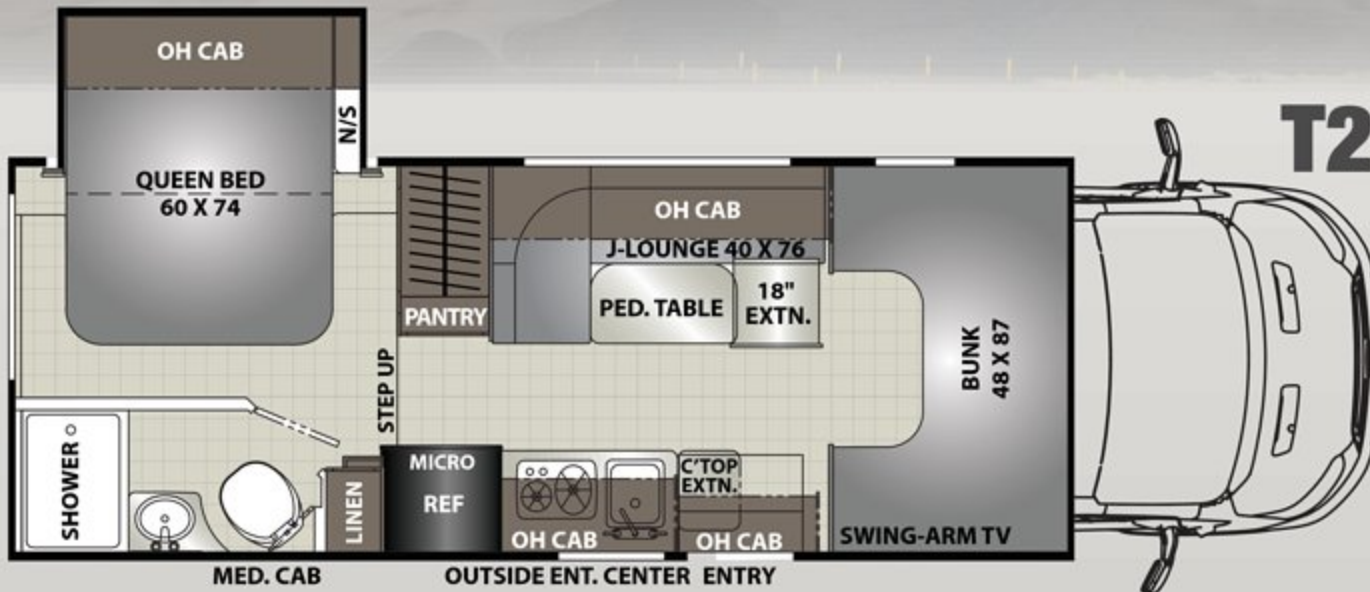 OH CAB
N/S
QUEEN BED
60 X 74
T2
OH CAB
J-LOUNGE 40 X 76
PED. TABLE
18"
EXTN.
PANTRY
STEP UP
BUNK
48 X 87
SHOWER
LINEN
MICRO
REF
C'TOP
EXTN.
OH CAB
OH CAB
SWING-ARM TV
MED. CAB
OUTSIDE ENT. CENTER
ENTRY